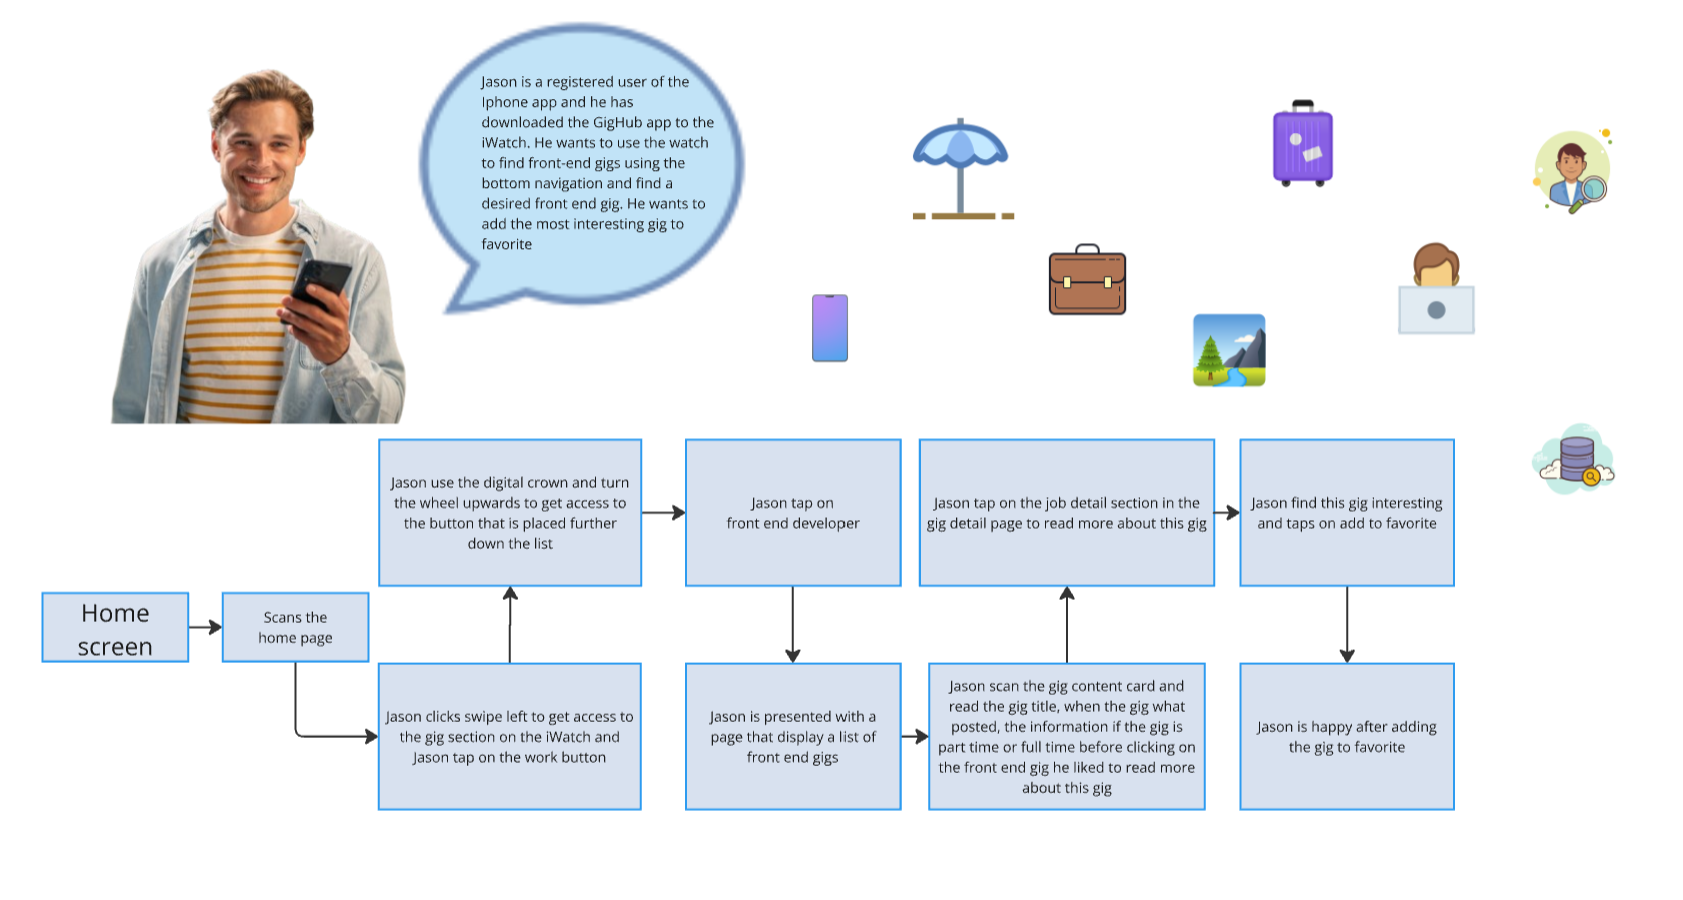 Jason is a registered user of the
Iphone app and he has
downloaded the GigHub app to the
iWatch. He wants to use the watch
to find front-end gigs using the
bottom navigation and find a
desired front end gig. He wants to
add the most interesting gig to
favorite
Home
screen
Scans the
home page
Jason clicks swipe left to get access to
the gig section on the iWatch and
Jason tap on the work button
Jason use the digital crown and turn
the wheel upwards to get access to
the button that is placed further
down the list
Jason tap on
front end developer
Jason is presented with a
page that display a list of
front end gigs
Jason scan the gig content card and
read the gig title, when the gig what
posted, the information if the gig is
part time or full time before clicking on
the front end gig he liked to read more
about this gig
Jason tap on the job detail section in the
gig detail page to read more about this gig
Jason find this gig interesting
and taps on add to favorite
Jason is happy after adding
the gig to favorite